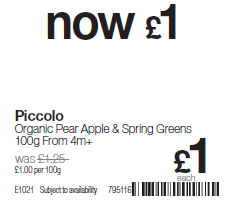 now £1
Piccolo
Organic Pear Apple & Spring Greens
100g From 4m+
was £1.25
£1.00 per 100g
£1
each
E1021 Subject to availability 795116